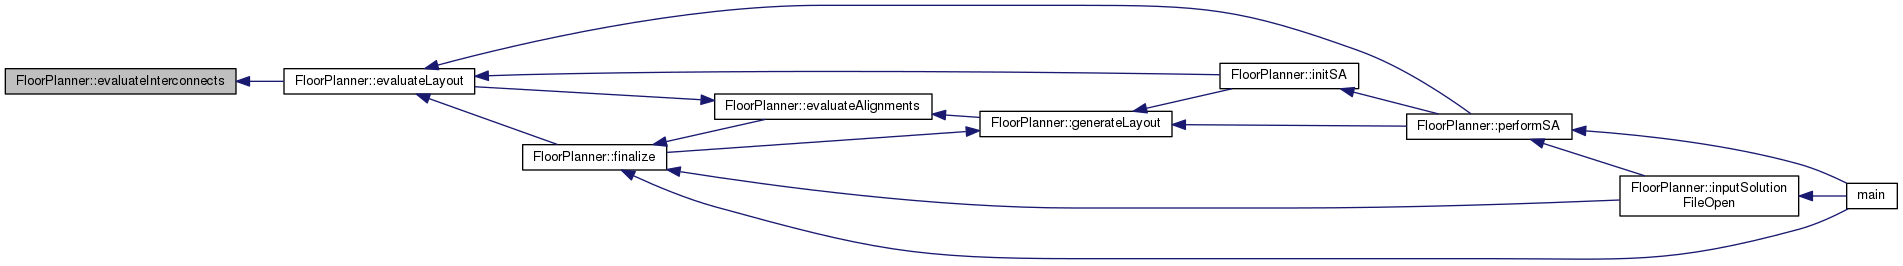 FloorPlanner::evaluateInterconnects
FloorPlanner::evaluateLayout
FloorPlanner::finalize
FloorPlanner::evaluateAlignments
FloorPlanner::generateLayout
FloorPlanner::initSA
FloorPlanner::performSA
FloorPlanner::inputSolution
FileOpen
main